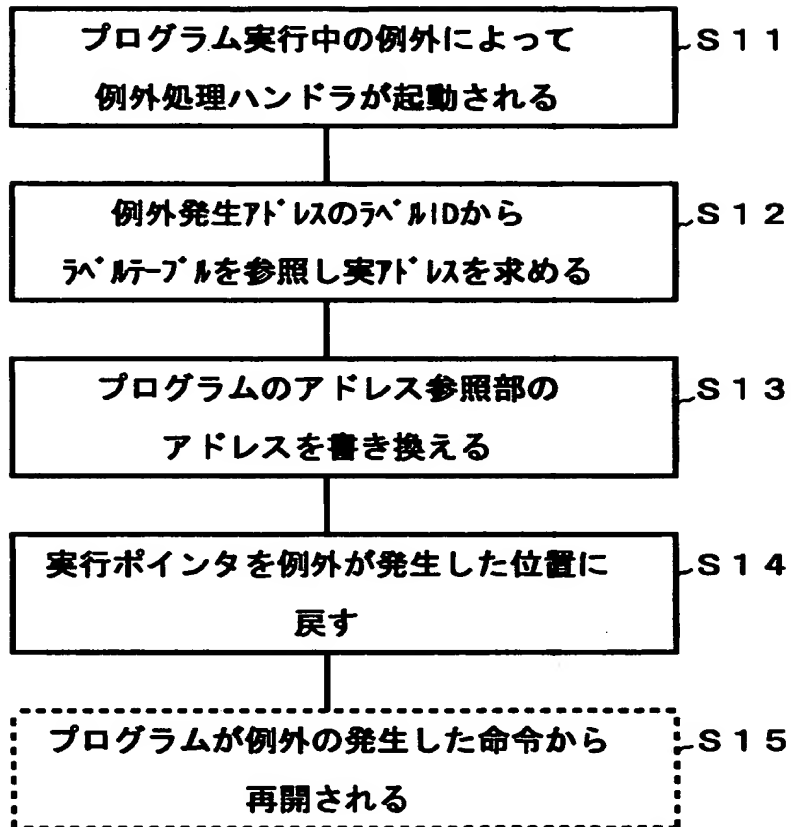 プログラム実行中の例外によって
例外処理ハンドラが起動される
S11
例外発生ｱﾄﾞﾚｽのﾗﾍﾞﾙIDから
ﾗﾍﾞﾙﾃｰﾌﾞﾙを参照し実ｱﾄﾞﾚｽを求める
S12
プログラムのアドレス参照部の
アドレスを書き換える
S13
実行ポインタを例外が発生した位置に
戻す
S14
プログラムが例外の発生した命令から
再開される
S15